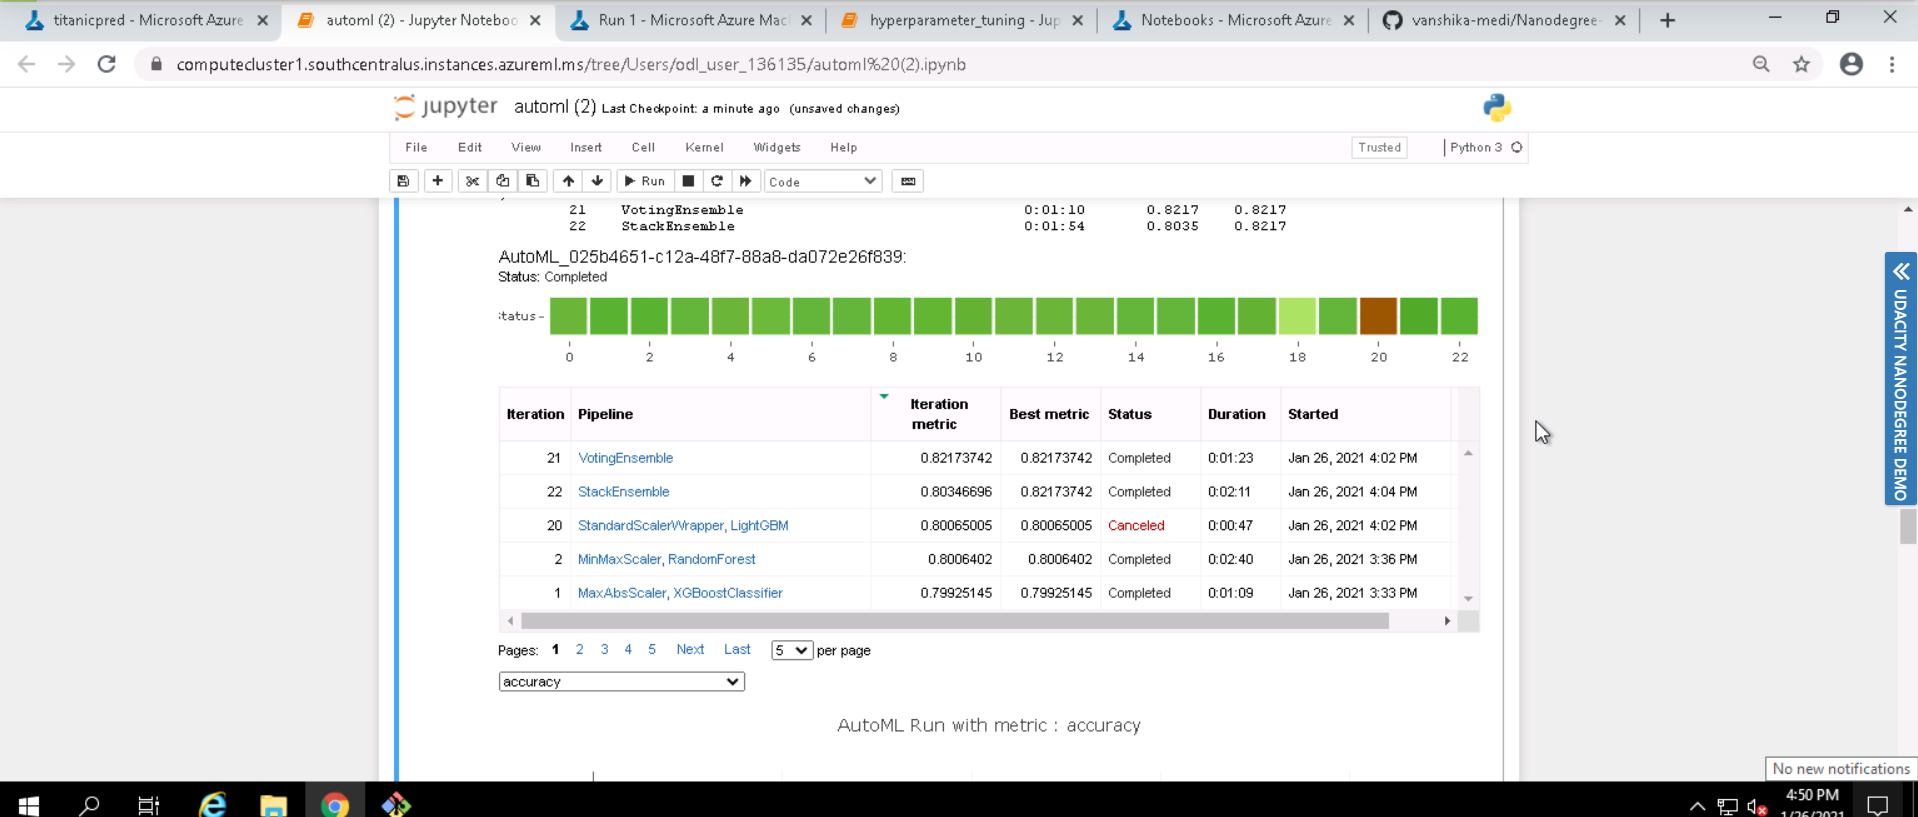 titanicpred - Microsoft Azure
automl (2) - Jupyter Noteboo
Run 1 - Microsoft Azure Mac
hyperparameter_tuning - Jup
Notebooks - Microsoft Azure
vanshika-medi/Nanodegree-
computecluster1.southcentralus.instances.azureml.ms/tree/Users/odl_user_136135/automl%20(2).ipynb
jupyter automl (2) Last Checkpoint: a minute ago (unsaved changes)
File Edit View Insert Cell Kernel Widgets Help Trusted Python 3
Run Code
21 VotingEnsemble 0:01:10 0.8217 0.8217
22 StackEnsemble 0:01:54 0.8035 0.8217
AutoML_025b4651-c12a-48f7-88a8-da072e26f839:
Status: Completed
tatus -
0 2 4 6 8 10 12 14 16 18 20 22
Iteration Pipeline Iteration metric Best metric Status Duration Started
21 VotingEnsemble 0.82173742 0.82173742 Completed 0:01:23 Jan 26, 2021 4:02 PM
22 StackEnsemble 0.80346696 0.82173742 Completed 0:02:11 Jan 26, 2021 4:04 PM
20 StandardScalerWrapper, LightGBM 0.80065005 0.80065005 Canceled 0:00:47 Jan 26, 2021 4:02 PM
2 MinMaxScaler, RandomForest 0.8006402 0.8006402 Completed 0:02:40 Jan 26, 2021 3:36 PM
1 MaxAbsScaler, XGBoostClassifier 0.79925145 0.79925145 Completed 0:01:09 Jan 26, 2021 3:33 PM
Pages: 1 2 3 4 5 Next Last 5 per page
accuracy
AutoML Run with metric : accuracy
UDACITY NANODEGREE DEMO
No new notifications
4:50 PM
1/26/2021